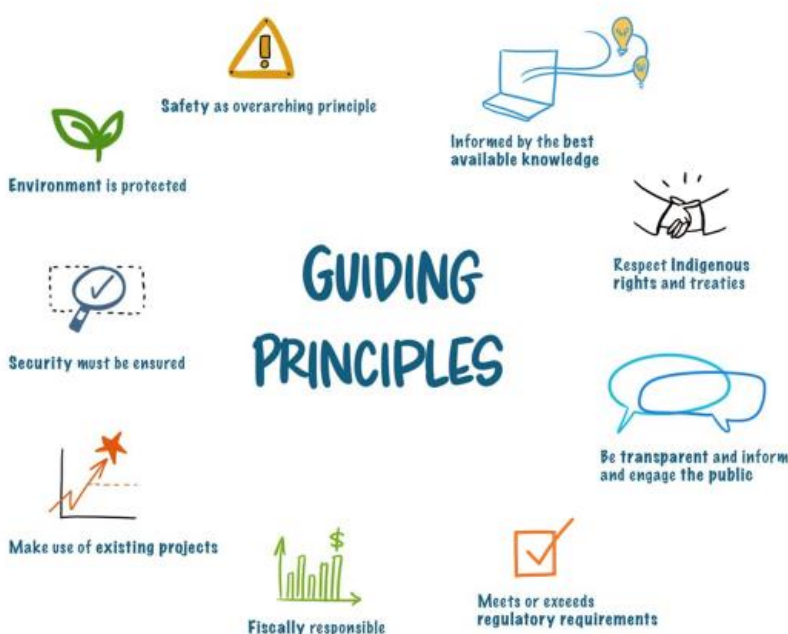 GUIDING
PRINCIPLES
Safety as overarching principle
Informed by the best
available knowledge
Respect Indigenous
rights and treaties
Be transparent and inform
and engage the public
Meets or exceeds
regulatory requirements
$
Fiscally responsible
Make use of existing projects
Security must be ensured
Environment is protected